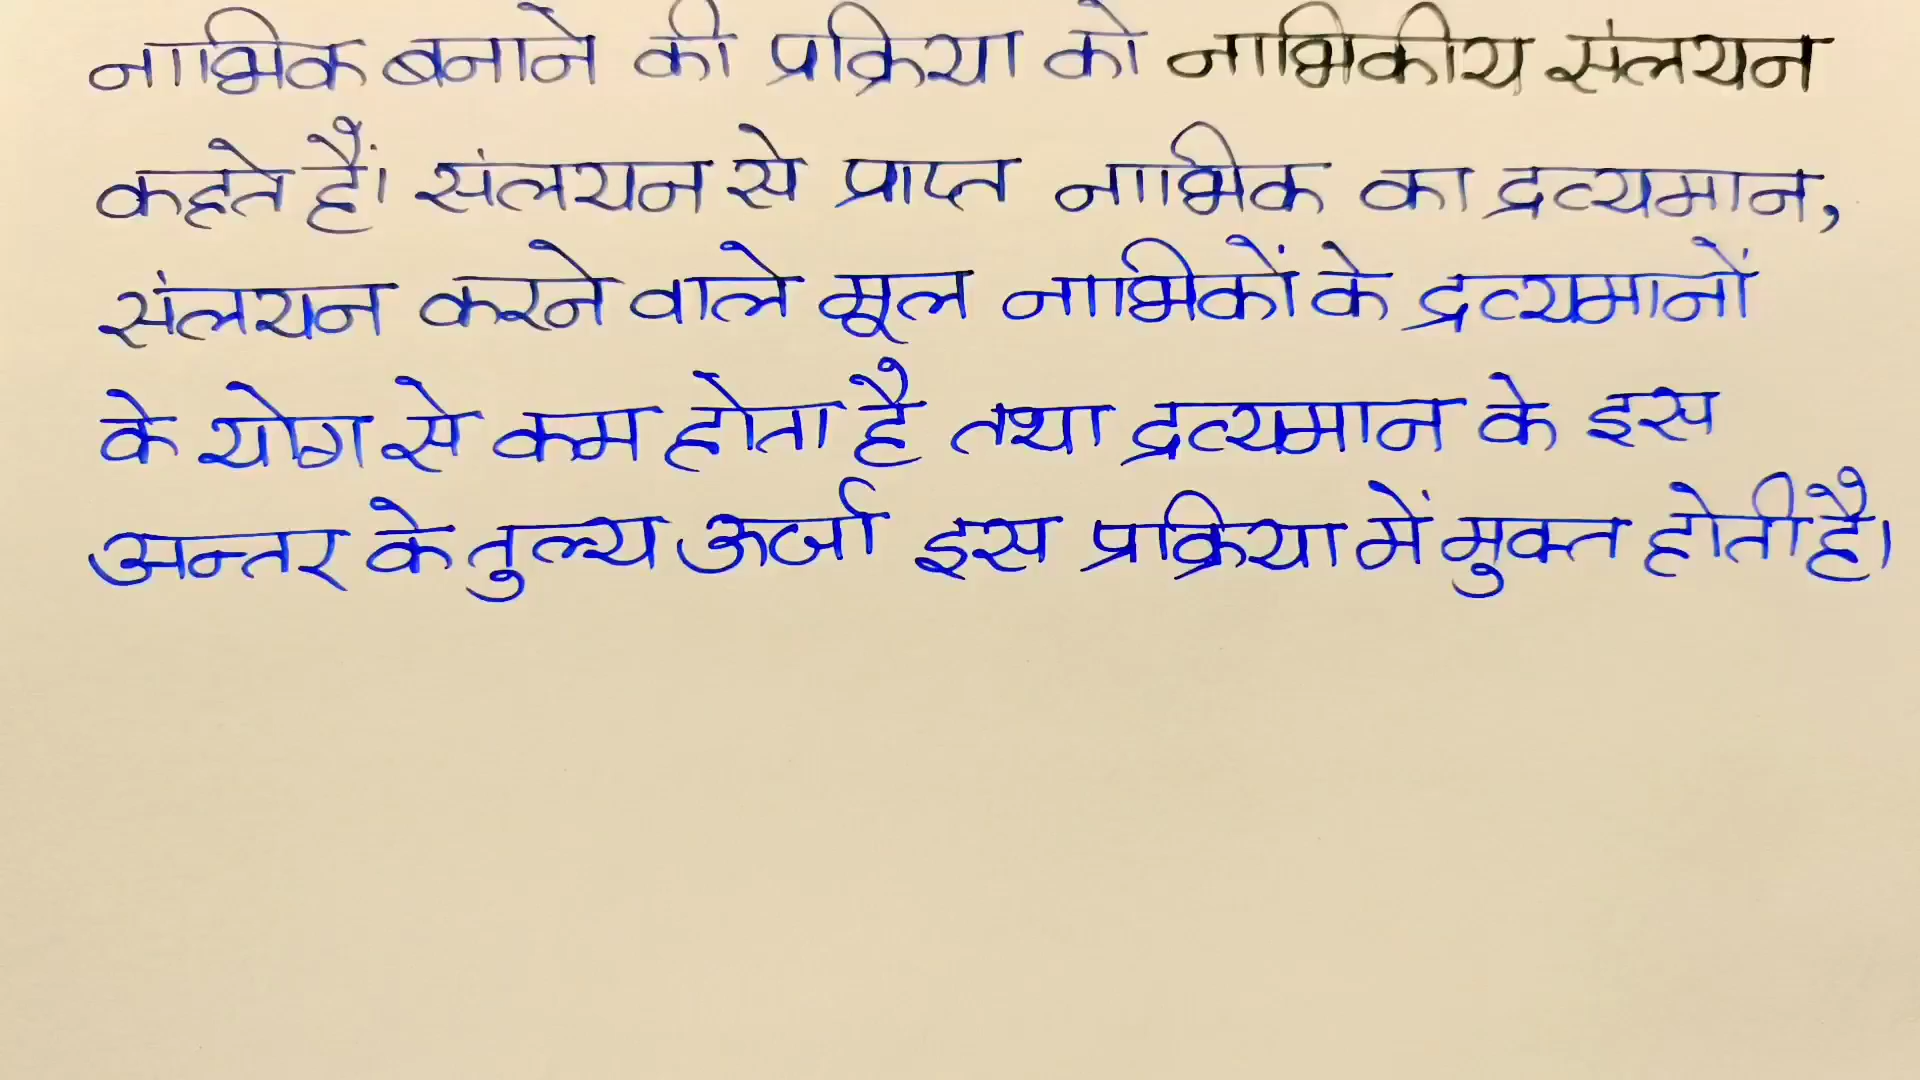 नाभिक बनाने की प्रक्रिया को नाभिकीय संलयन
कहते हैं। संलयन से प्राप्त नाभिक का द्रव्यमान,
संलयन करने वाले मूल नाभिकों के द्रव्यमानों
के योग से कम होता है तथा द्रव्यमान के इस
अन्तर के तुल्य ऊर्जा इस प्रक्रिया में मुक्त होती है।